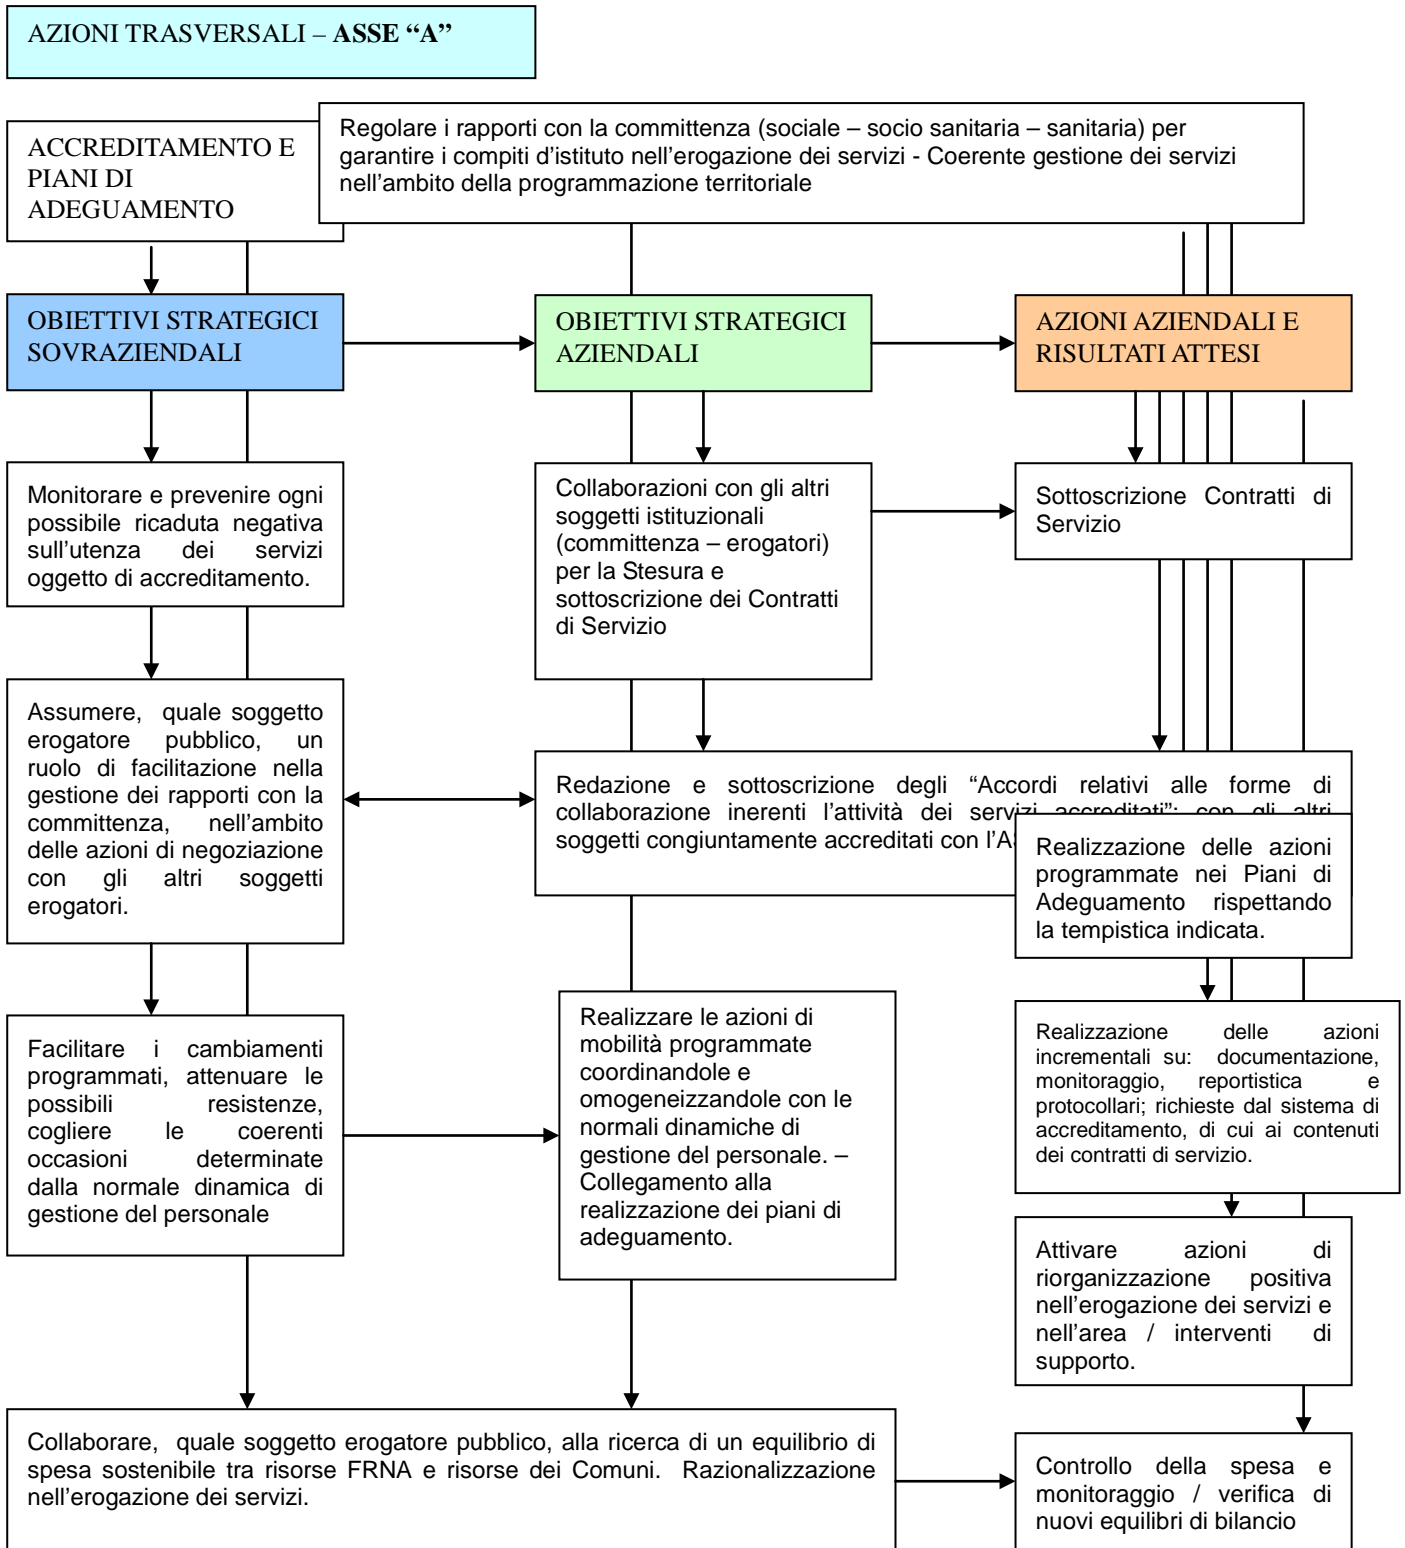 AZIONI TRASVERSALI – ASSE “A”
ACCREDITAMENTO E
PIANI DI
ADEGUAMENTO
Regolare i rapporti con la committenza (sociale – socio sanitaria – sanitaria) per
garantire i compiti d’istituto nell’erogazione dei servizi - Coerente gestione dei servizi
nell’ambito della programmazione territoriale
OBIETTIVI STRATEGICI
SOVRAZIENDALI
OBIETTIVI STRATEGICI
AZIENDALI
AZIONI AZIENDALI E
RISULTATI ATTESI
Monitorare e prevenire ogni
possibile ricaduta negativa
sull’utenza dei servizi
oggetto di accreditamento.
Collaborazioni con gli altri
soggetti istituzionali
(committenza – erogatori)
per la Stesura e
sottoscrizione dei Contratti
di Servizio
Sottoscrizione Contratti di
Servizio
Assumere, quale soggetto
erogatore pubblico, un
ruolo di facilitazione nella
gestione dei rapporti con la
committenza, nell’ambito
delle azioni di negoziazione
con gli altri soggetti
erogatori.
Redazione e sottoscrizione degli “Accordi relativi alle forme di
collaborazione inerenti l’attività dei servizi accreditati”: con gli altri
soggetti congiuntamente accreditati con
Realizzazione delle azioni
programmate nei Piani di
Adeguamento rispettando
la tempistica indicata.
Facilitare i cambiamenti
programmati, attenuare le
possibili resistenze,
cogliere le coerenti
occasioni determinate
dalla normale dinamica di
gestione del personale
Realizzare le azioni di
mobilità programmate
coordinandole e
omogeneizzandole con le
normali dinamiche di
gestione del personale. –
Collegamento alla
realizzazione dei piani di
adeguamento.
Realizzazione delle azioni
incrementali su: documentazione,
monitoraggio, reportistica e
protocollari; richieste dal sistema di
accreditamento, di cui ai contenuti
dei contratti di servizio.
Attivare azioni di
riorganizzazione positiva
nell’erogazione dei servizi e
nell’area / interventi di
supporto.
Collaborare, quale soggetto erogatore pubblico, alla ricerca di un equilibrio di
spesa sostenibile tra risorse FRNA e risorse dei Comuni. Razionalizzazione
nell’erogazione dei servizi.
Controllo della spesa e
monitoraggio / verifica di
nuovi equilibri di bilancio